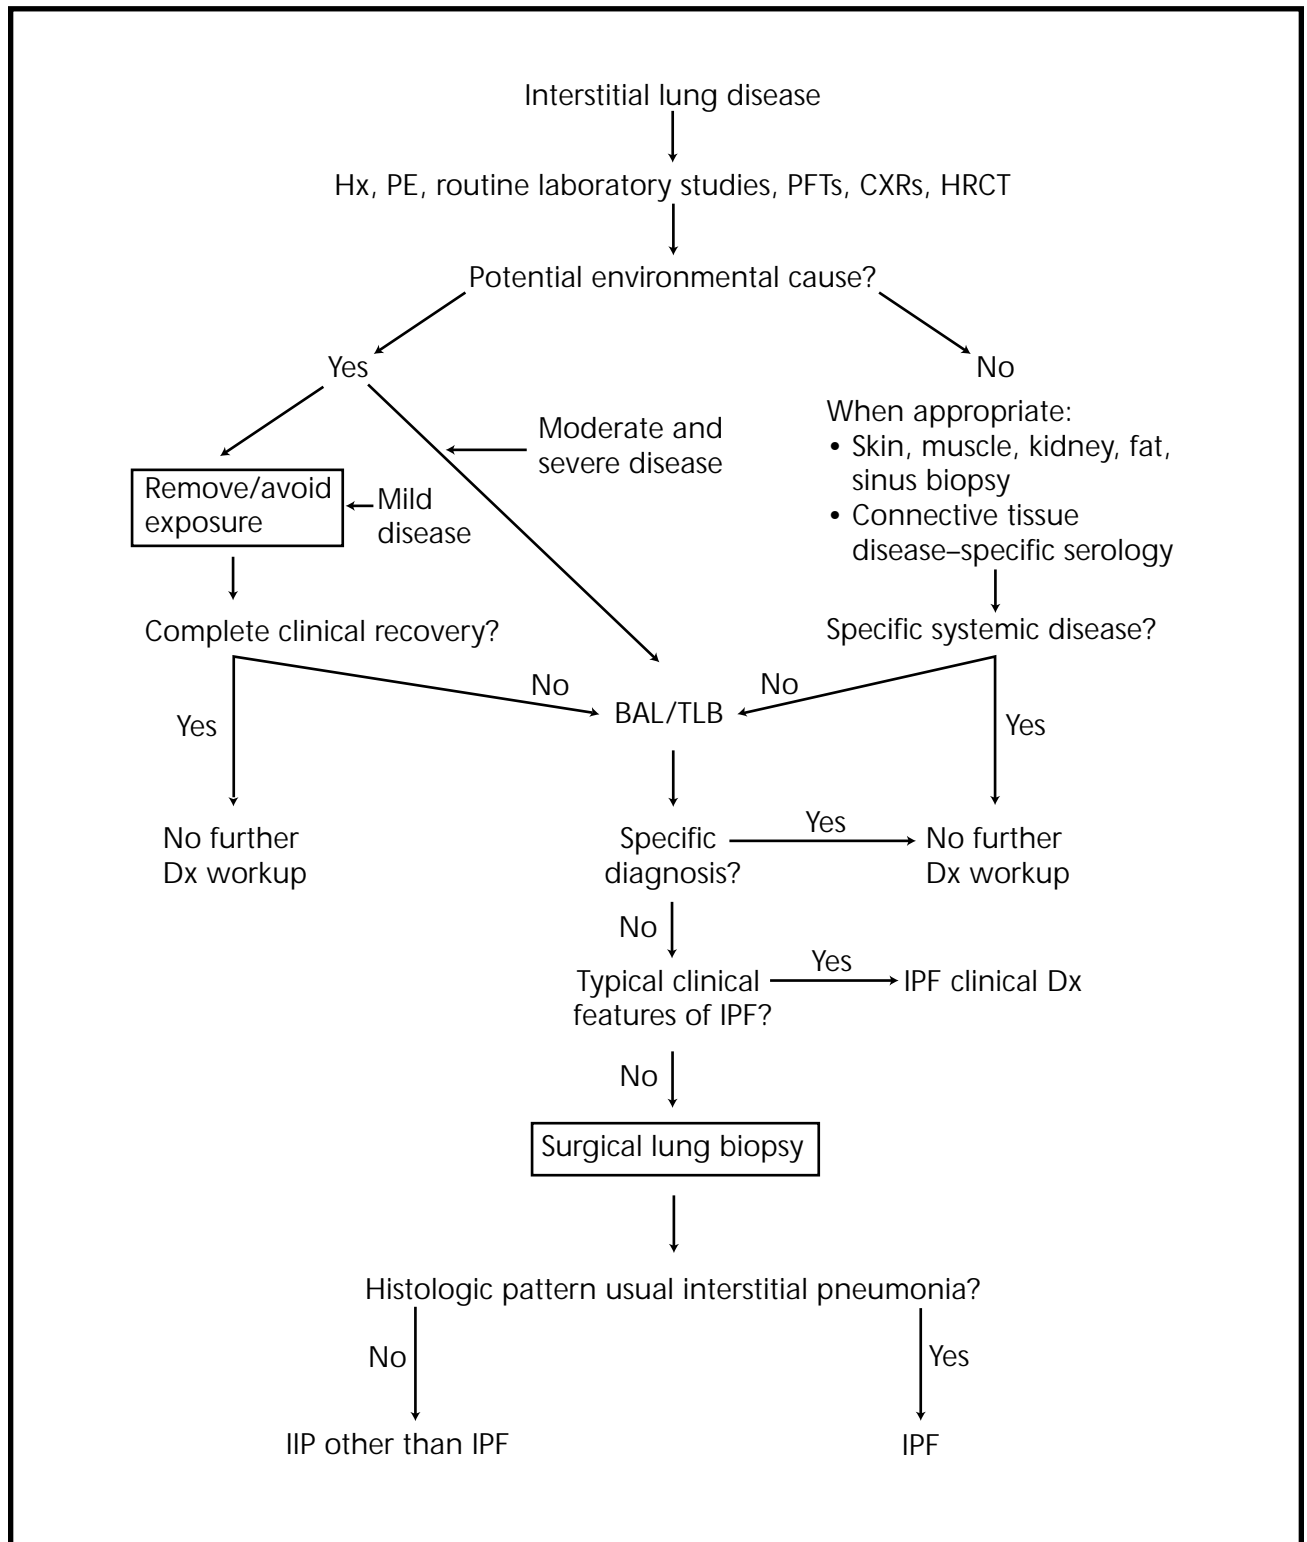 Interstitial lung disease
Hx, PE, routine laboratory studies, PFTs, CXRs, HRCT
Potential environmental cause?
Yes
No
When appropriate:
• Skin, muscle, kidney, fat,
sinus biopsy
• Connective tissue
disease–specific serology
Moderate and
severe disease
Remove/avoid
exposure
Mild
disease
Complete clinical recovery?
Specific systemic disease?
No
No
BAL/TLB
Yes
Yes
No further
Dx workup
Specific
diagnosis?
Yes
No further
Dx workup
No
Typical clinical
features of IPF?
Yes
IPF clinical Dx
No
Surgical lung biopsy
Histologic pattern usual interstitial pneumonia?
No
Yes
IIP other than IPF
IPF